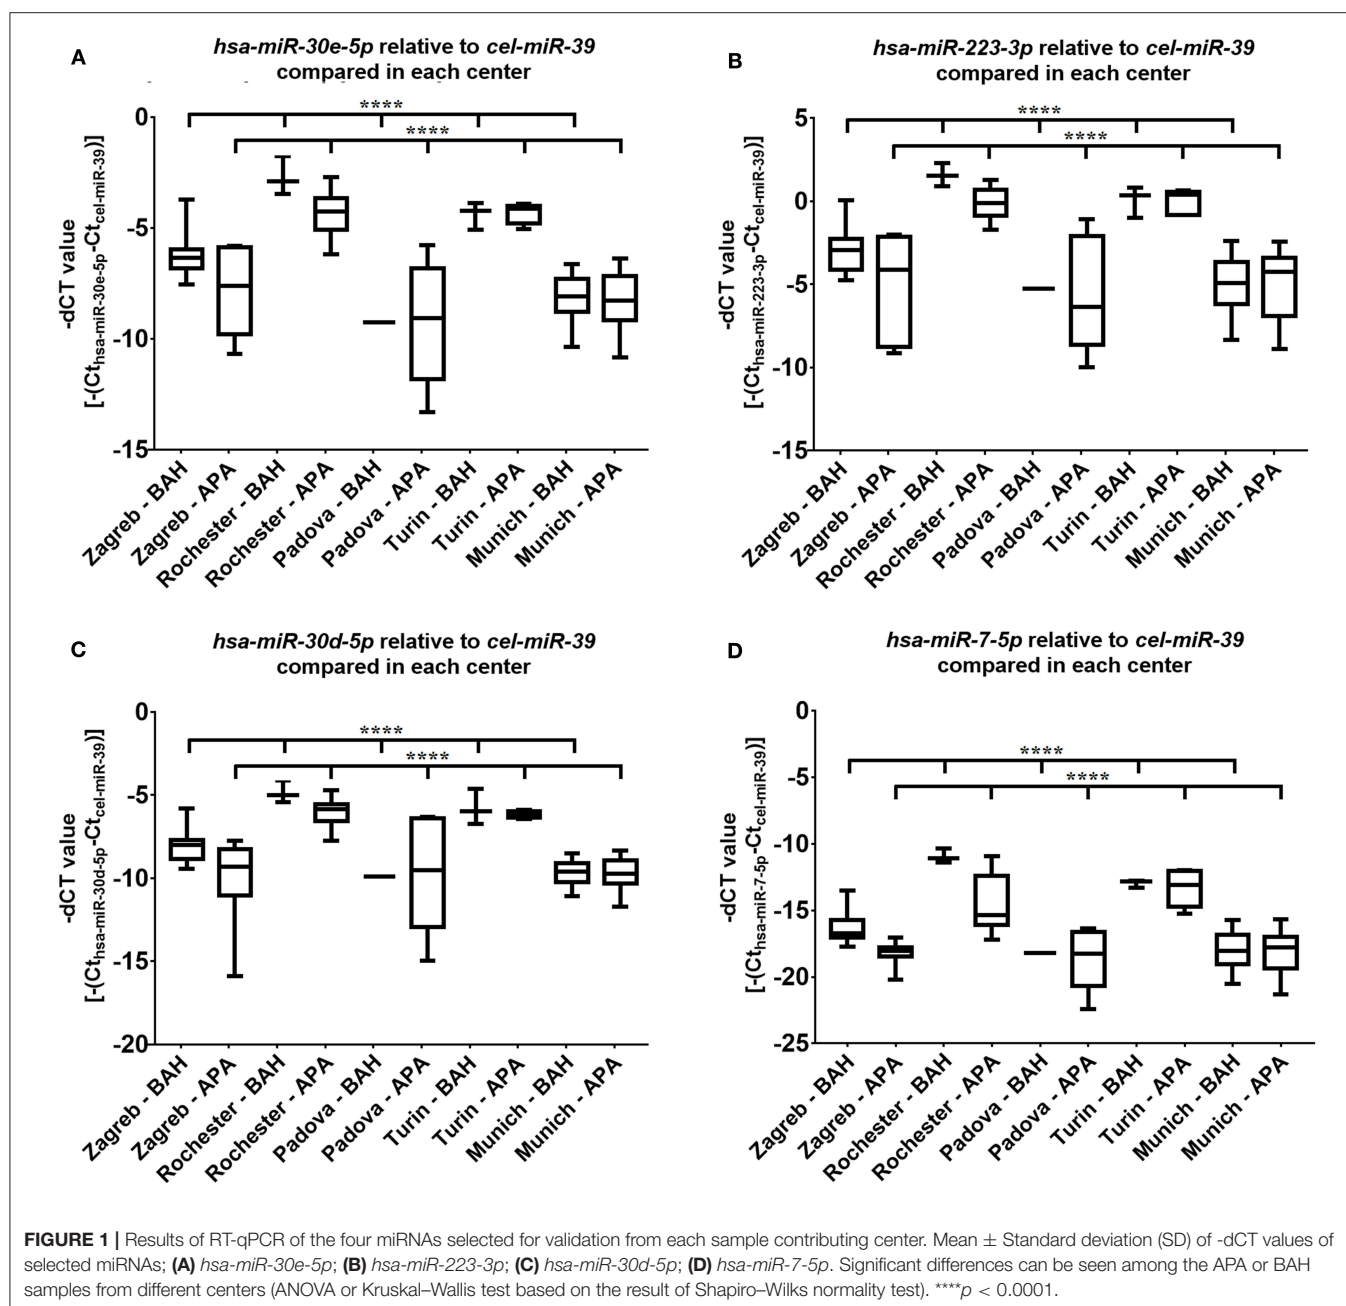 A
hsa-miR-30e-5p relative to cel-miR-39
compared in each center
-dCT value
[-(Cthsa-miR-30e-5p-Ctcel-miR-39)]
0
-5
-10
-15
****
****
Zagreb - BAH
Zagreb - APA
Rochester - BAH
Rochester - APA
Padova - BAH
Padova - APA
Turin - BAH
Turin - APA
Munich - BAH
Munich - APA
B
hsa-miR-223-3p relative to cel-miR-39
compared in each center
-dCT value
[-(Cthsa-miR-223-3p-Ctcel-miR-39)]
5
0
-5
-10
-15
****
****
Zagreb - BAH
Zagreb - APA
Rochester - BAH
Rochester - APA
Padova - BAH
Padova - APA
Turin - BAH
Turin - APA
Munich - BAH
Munich - APA
C
hsa-miR-30d-5p relative to cel-miR-39
compared in each center
-dCT value
[-(Cthsa-miR-30d-5p-Ctcel-miR-39)]
0
-5
-10
-15
-20
****
****
Zagreb - BAH
Zagreb - APA
Rochester - BAH
Rochester - APA
Padova - BAH
Padova - APA
Turin - BAH
Turin - APA
Munich - BAH
Munich - APA
D
hsa-miR-7-5p relative to cel-miR-39
compared in each center
-dCT value
[-(Cthsa-miR-7-5p-Ctcel-miR-39)]
0
-5
-10
-15
-20
-25
****
****
Zagreb - BAH
Zagreb - APA
Rochester - BAH
Rochester - APA
Padova - BAH
Padova - APA
Turin - BAH
Turin - APA
Munich - BAH
Munich - APA
FIGURE 1 | Results of RT-qPCR of the four miRNAs selected for validation from each sample contributing center. Mean ± Standard deviation (SD) of -dCT values of
selected miRNAs; (A) hsa-miR-30e-5p; (B) hsa-miR-223-3p; (C) hsa-miR-30d-5p; (D) hsa-miR-7-5p. Significant differences can be seen among the APA or BAH
samples from different centers (ANOVA or Kruskal–Wallis test based on the result of Shapiro–Wilks normality test). ****p < 0.0001.